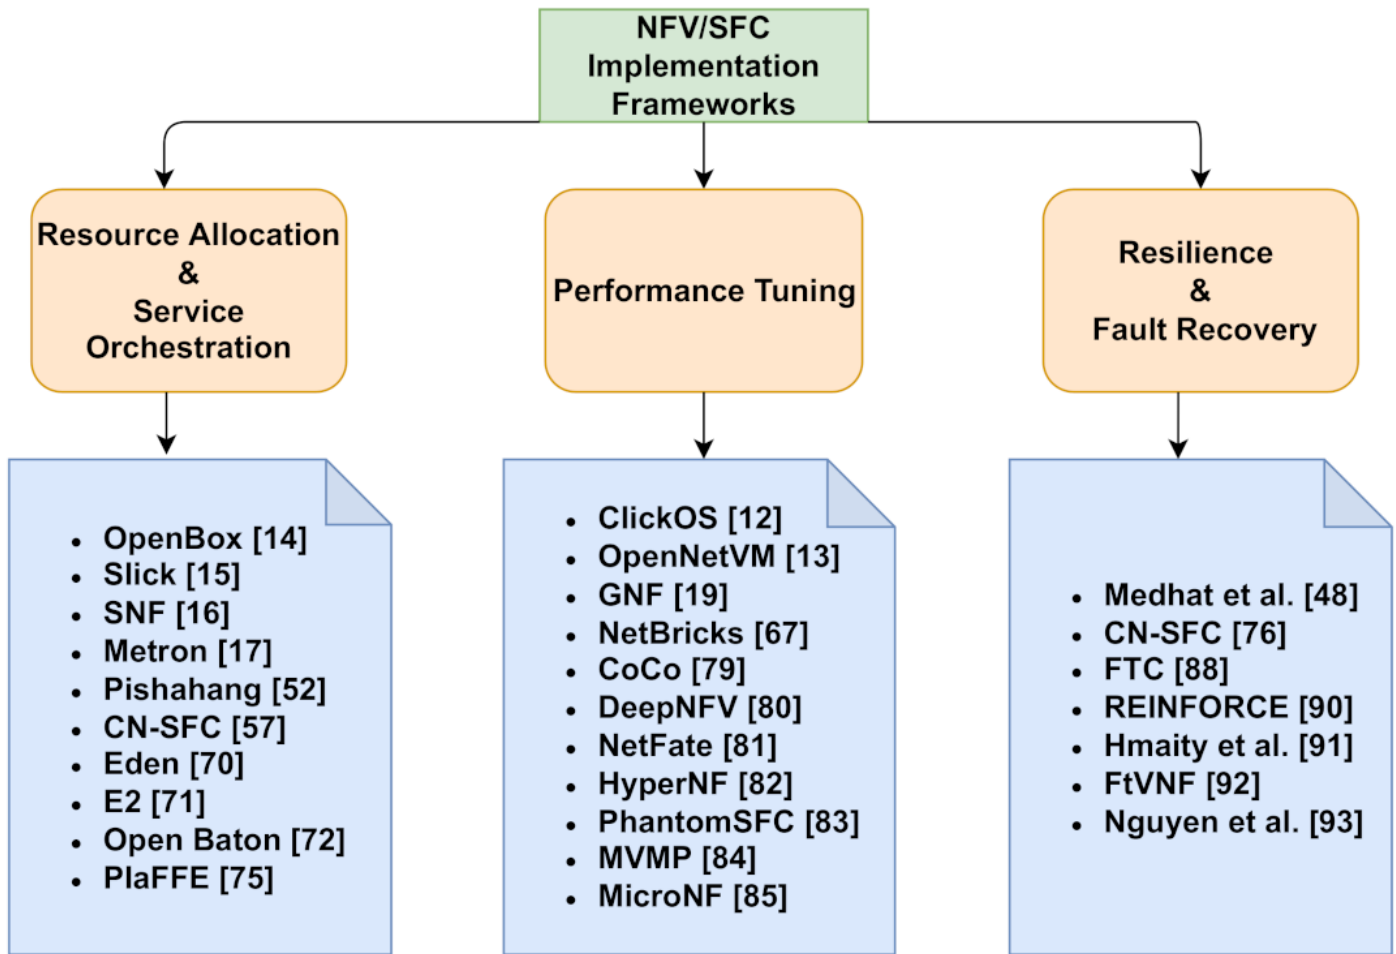 NFV/SFC
Implementation
Frameworks
Resource Allocation
&
Service
Orchestration
Performance Tuning
Resilience
&
Fault Recovery
• OpenBox [14]
• Slick [15]
• SNF [16]
• Metron [17]
• Pishahang [52]
• CN-SFC [57]
• Eden [70]
• E2 [71]
• Open Baton [72]
• PlaFFE [75]
• ClickOS [12]
• OpenNetVM [13]
• GNF [19]
• NetBricks [67]
• CoCo [79]
• DeepNFV [80]
• NetFate [81]
• HyperNF [82]
• PhantomSFC [83]
• MVMP [84]
• MicroNF [85]
• Medhat et al. [48]
• CN-SFC [76]
• FTC [88]
• REINFORCE [90]
• Hmaity et al. [91]
• FtVNF [92]
• Nguyen et al. [93]